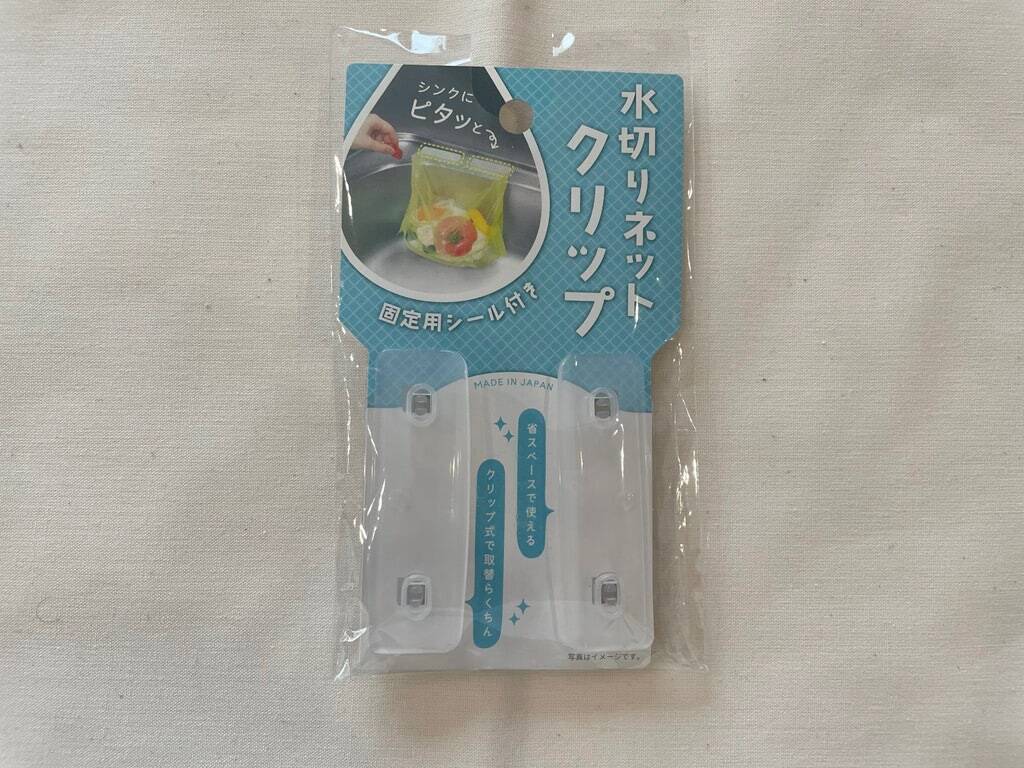 水切りネット
クリップ
シンクに
ピタッと
固定用シール付き
MADE IN JAPAN
省スペースで使える
クリップ式で取替らくちん
写真はイメージです。